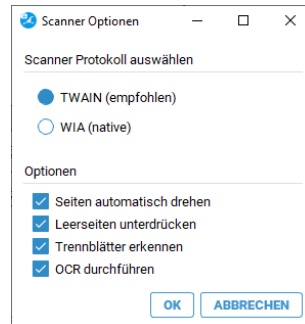 Scanner Optionen
Scanner Protokoll auswählen
TWAIN (empfohlen)
WIA (native)
Optionen
Seiten automatisch drehen
Leerseiten unterdrücken
Trennblätter erkennen
OCR durchführen
OK ABBRECHEN